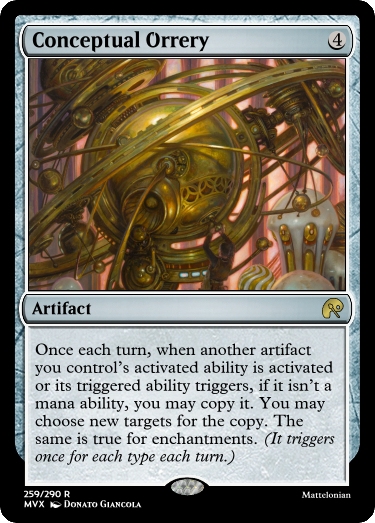 Conceptual Orrery 4
Artifact
Once each turn, when another artifact
you control's activated ability is activated
or its triggered ability triggers, if it isn't a
mana ability, you may copy it. You may
choose new targets for the copy. The
same is true for enchantments. (It triggers
once for each type each turn.)
259/290 R
MVX Donato Giancola
Mattelonian